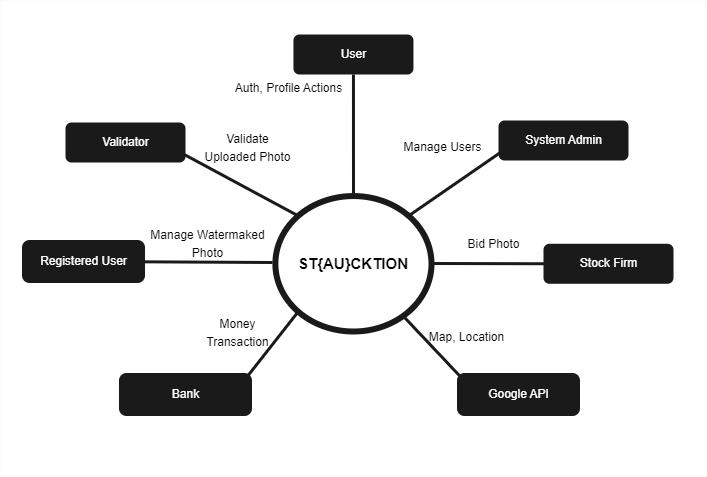 User
Auth, Profile Actions
Validator
Validate
Uploaded Photo
System Admin
Manage Users
Registered User
Manage Watermaked
Photo
ST{AU}CKTION
Bid Photo
Stock Firm
Money
Transaction
Map, Location
Bank
Google API